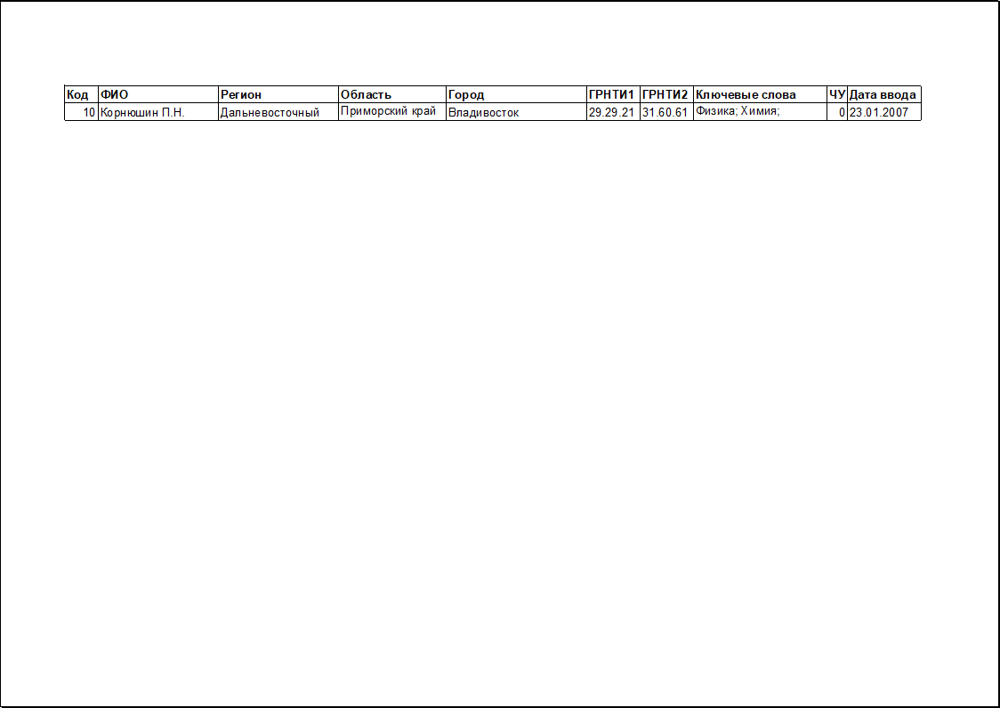 Код ФИО Регион Область Город ГРНТИ1 ГРНТИ2 Ключевые слова ЧУ Дата ввода
10 Корнюшин П.Н. Дальневосточный Приморский край Владивосток 29.29.21 31.60.61 Физика; Химия; 0 23.01.2007